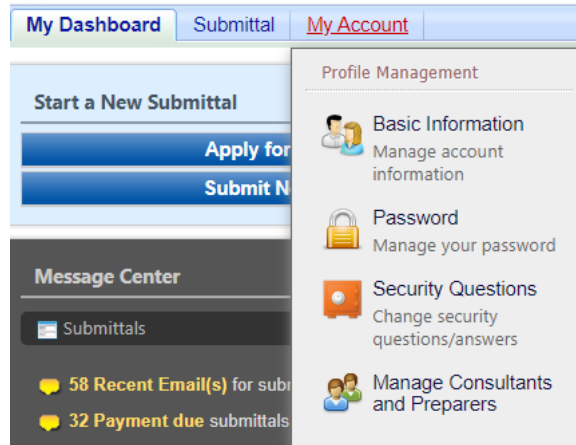 My Dashboard Submittal My Account
Start a New Submittal
Apply for
Submit N
Message Center
Submittals
58 Recent Email(s) for subr
32 Payment due submittals
Profile Management
Basic Information
Manage account
information
Password
Manage your password
Security Questions
Change security
questions/answers
Manage Consultants
and Preparers